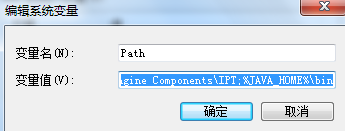 编辑系统变量
变量名(N):
Path
变量值(V):
gine Components\IPT;%JAVA_HOME%\bin
确定
取消